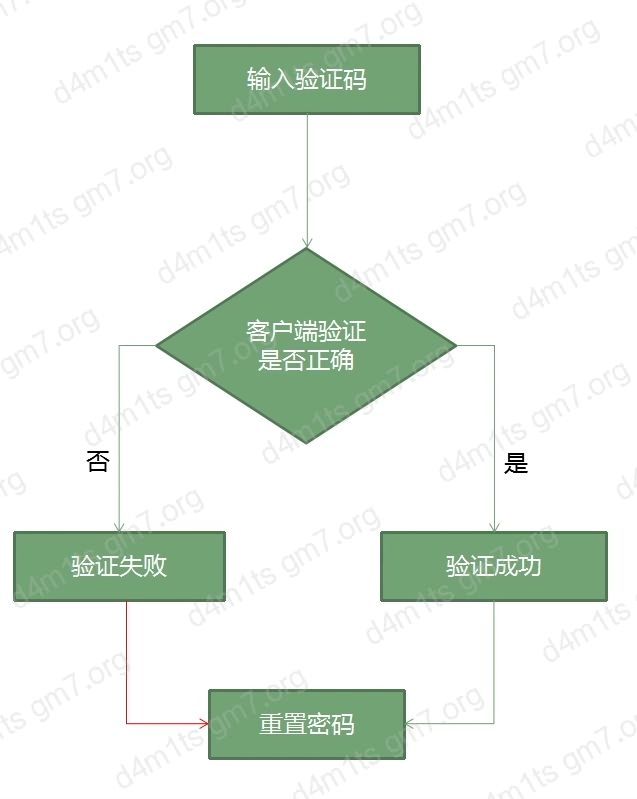 输入验证码
客户端验证
是否正确
否
是
验证失败
验证成功
重置密码
d4m1ts gm7.org